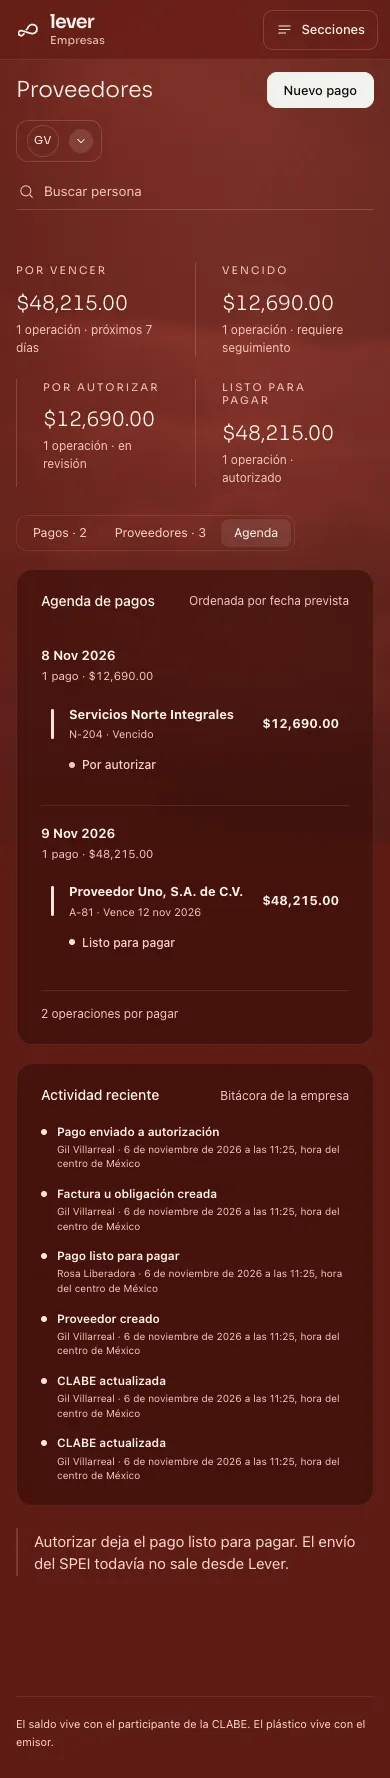 lever
Empresas
Secciones
Proveedores
Nuevo pago
GV
Buscar persona
POR VENCER
$48,215.00
1 operación · próximos 7
días
VENCIDO
$12,690.00
1 operación · requiere
seguimiento
POR AUTORIZAR
$12,690.00
1 operación · en
revisión
LISTO PARA
PAGAR
$48,215.00
1 operación ·
autorizado
Pagos · 2
Proveedores · 3
Agenda
Agenda de pagos
Ordenada por fecha prevista
8 Nov 2026
1 pago · $12,690.00
Servicios Norte Integrales
$12,690.00
N-204 · Vencido
Por autorizar
9 Nov 2026
1 pago · $48,215.00
Proveedor Uno, S.A. de C.V.
$48,215.00
A-81 · Vence 12 nov 2026
Listo para pagar
2 operaciones por pagar
Actividad reciente
Bitácora de la empresa
Pago enviado a autorización
Gil Villarreal · 6 de noviembre de 2026 a las 11:25, hora del
centro de México
Factura u obligación creada
Gil Villarreal · 6 de noviembre de 2026 a las 11:25, hora del
centro de México
Pago listo para pagar
Rosa Liberadora · 6 de noviembre de 2026 a las 11:25, hora
del centro de México
Proveedor creado
Gil Villarreal · 6 de noviembre de 2026 a las 11:25, hora del
centro de México
CLABE actualizada
Gil Villarreal · 6 de noviembre de 2026 a las 11:25, hora del
centro de México
CLABE actualizada
Gil Villarreal · 6 de noviembre de 2026 a las 11:25, hora del
centro de México
Autorizar deja el pago listo para pagar. El envío
del SPEI todavía no sale desde Lever.
El saldo vive con el participante de la CLABE. El plástico vive con el
emisor.